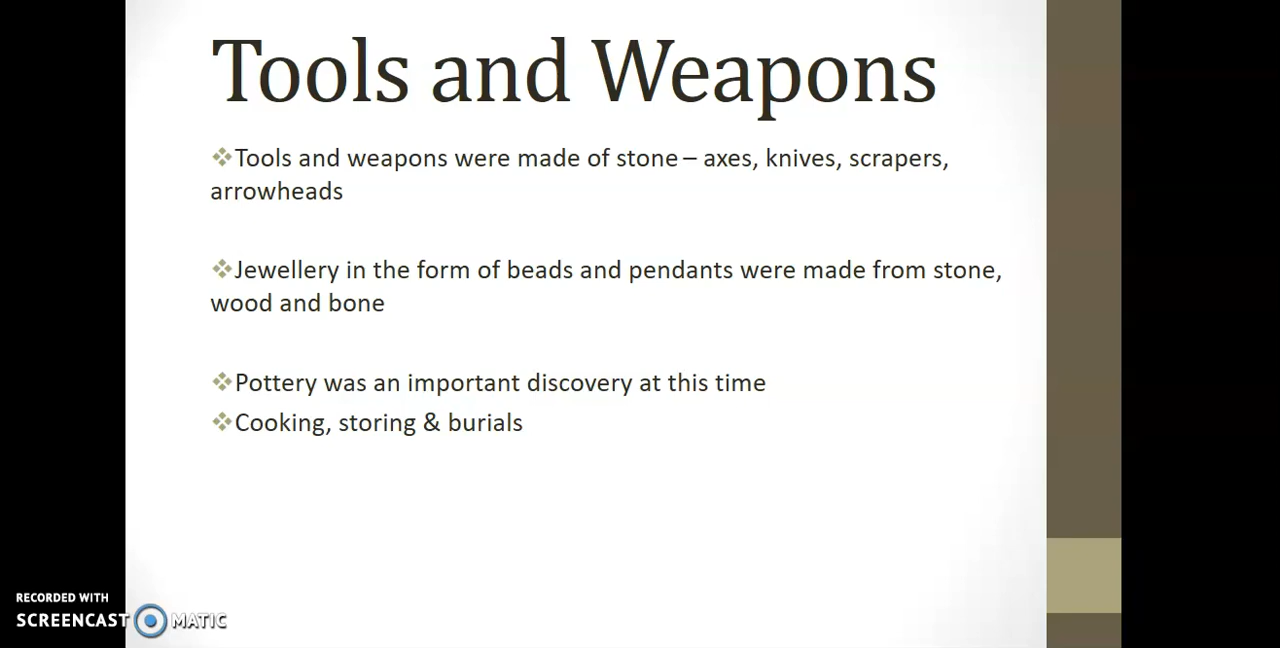 Tools and Weapons
❖Tools and weapons were made of stone – axes, knives, scrapers,
arrowheads
❖Jewellery in the form of beads and pendants were made from stone,
wood and bone
❖Pottery was an important discovery at this time
❖Cooking, storing & burials
RECORDED WITH
SCREENCAST MATIC